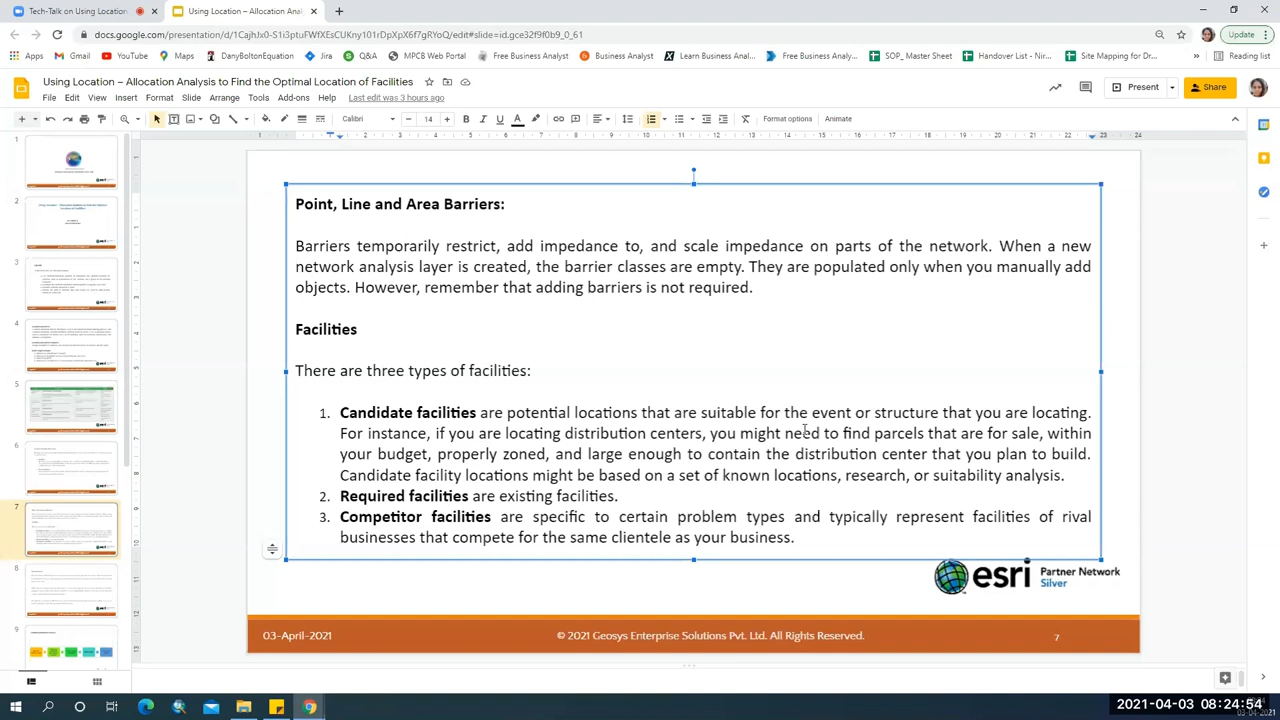 Tech-Talk on Using Location
Using Location – Allocation Analy
docs.google.com/presentation/d/1CajhJx0-S1i3ptuFWfXEsCUKny101rDpXpX6f7gRYoQ/edit#slide=id.gce32f9f0b9_0_61
Update
Apps Gmail YouTube Maps DanyBoltonEquation Jira Q&A MPCB Web Portal Free Business Anal... Business Analyst Learn Business Anal... Free Business Analy... SOP_ Master Sheet Handover List - Nir... Site Mapping for Dr... Reading list
Using Location – Allocation Analysis to Find the Optimal Location of Facilities
File Edit View Insert Format Slide Arrange Tools Add-ons Help Last edit was 3 hours ago
Present Share
Calibri 14 Format options Animate
Point, Line and Area Barriers:
Barriers temporarily restrict, add impedance to, and scale impedance on parts of the network. When a new
network analysis layer is created, the barrier classes are empty. They are populated only when you manually add
objects. However, remember that adding barriers is not required.
Facilities
There are three types of facilities:
1. Candidate facilities are potential locations that are suitable for the event or structure that you are locating.
For instance, if you are locating distribution centers, you might need to find parcels that are for sale, within
your budget, properly zoned, and large enough to contain the distribution center that you plan to build.
Candidate facility locations might be based on a set of known locations, research, or suitability analysis.
2. Required facilities are existing facilities.
Competitor facilities are specific to certain problem types and typically represent facilities of rival
businesses that compete for the same clientele as your business.
esri Partner Network
Silver
03-April-2021 © 2021 Geosys Enterprise Solutions Pvt. Ltd. All Rights Reserved. 7
2021-04-03 08:24:54
03-04-2021